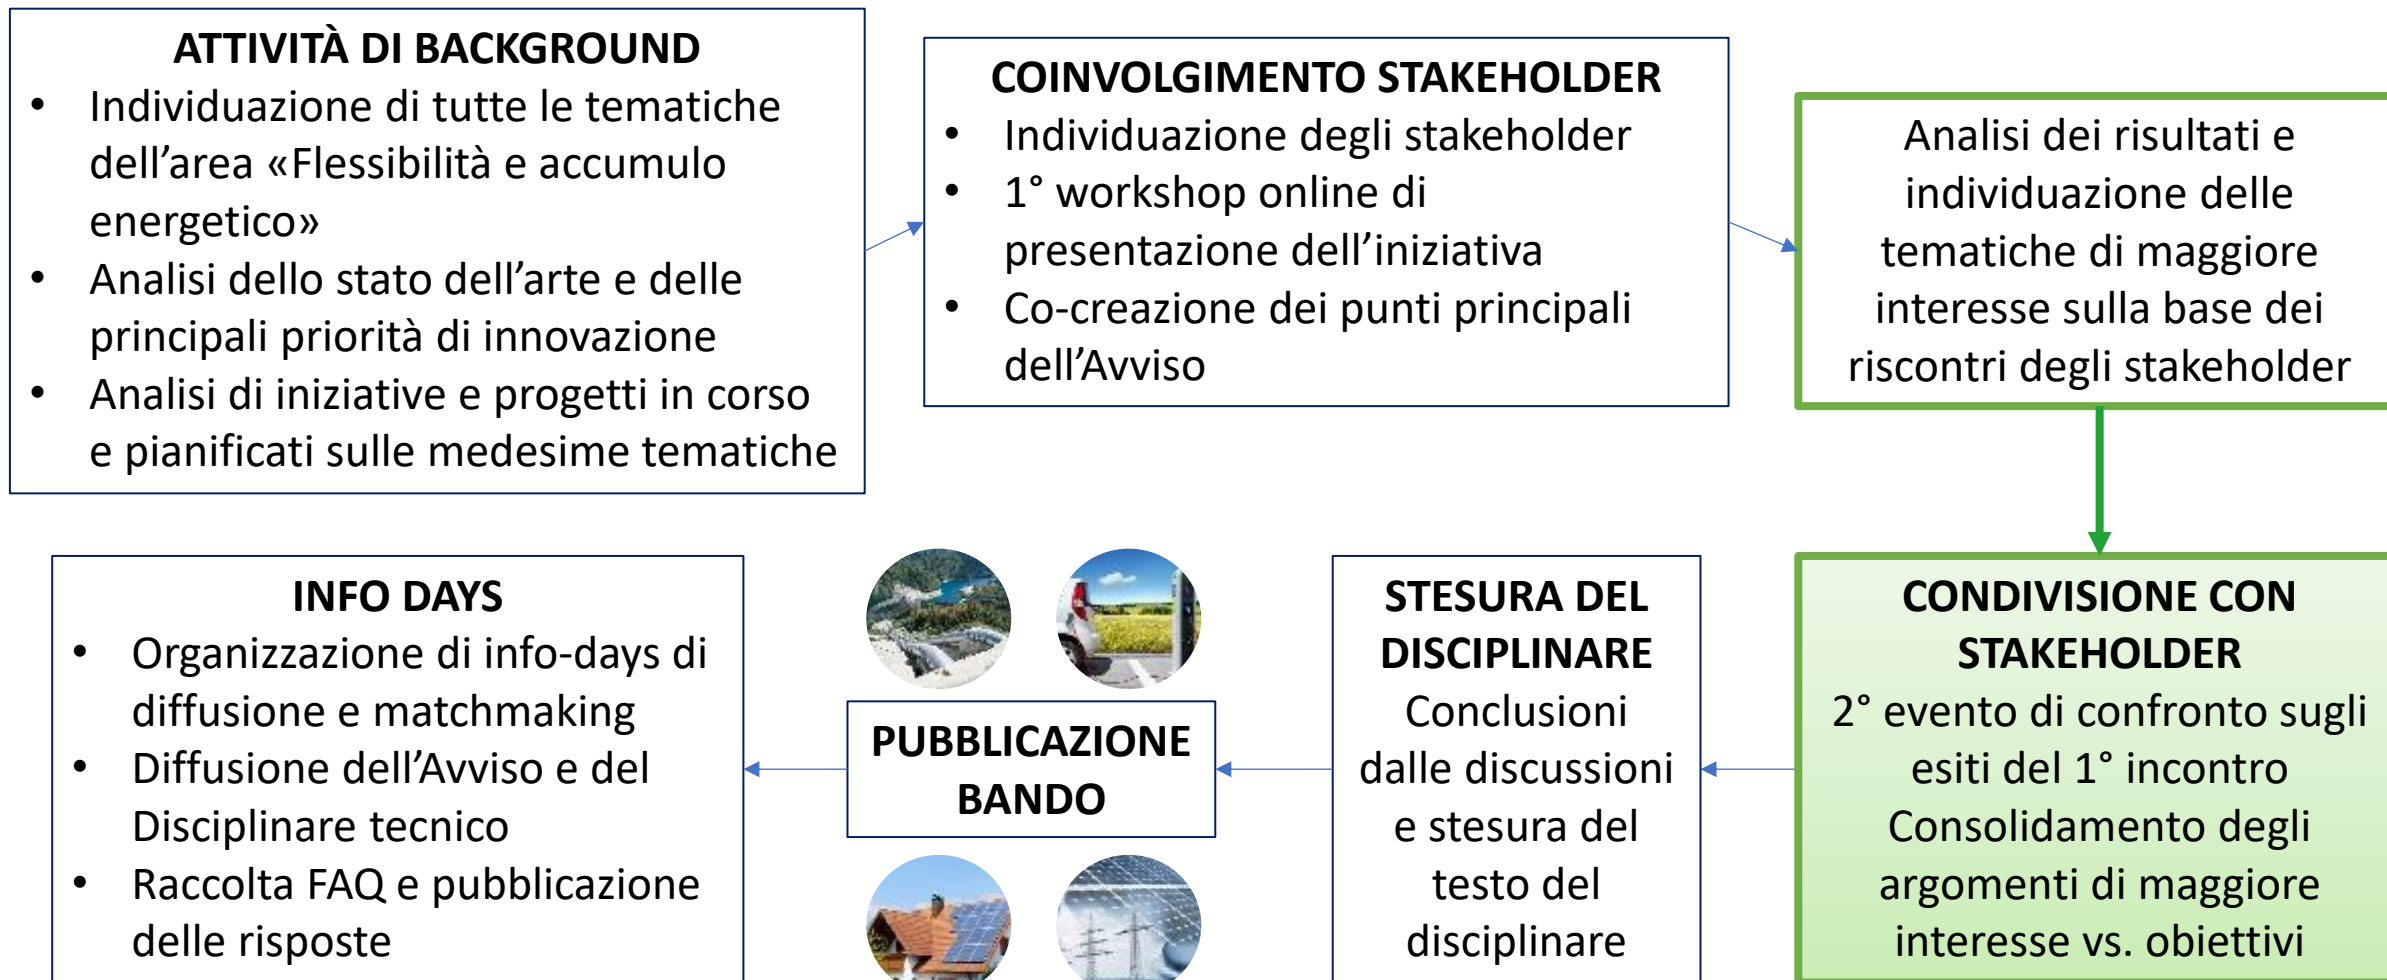 ATTIVITÀ DI BACKGROUND
• Individuazione di tutte le tematiche
dell’area «Flessibilità e accumulo
energetico»
• Analisi dello stato dell’arte e delle
principali priorità di innovazione
• Analisi di iniziative e progetti in corso
e pianificati sulle medesime tematiche
COINVOLGIMENTO STAKEHOLDER
• Individuazione degli stakeholder
• 1° workshop online di
presentazione dell’iniziativa
• Co-creazione dei punti principali
dell’Avviso
Analisi dei risultati e
individuazione delle
tematiche di maggiore
interesse sulla base dei
riscontri degli stakeholder
CONDIVISIONE CON
STAKEHOLDER
2° evento di confronto sugli
esiti del 1° incontro
Consolidamento degli
argomenti di maggiore
interesse vs. obiettivi
STESURA DEL
DISCIPLINARE
Conclusioni
dalle discussioni
e stesura del
testo del
disciplinare
PUBBLICAZIONE
BANDO
INFO DAYS
• Organizzazione di info-days di
diffusione e matchmaking
• Diffusione dell’Avviso e del
Disciplinare tecnico
• Raccolta FAQ e pubblicazione
delle risposte